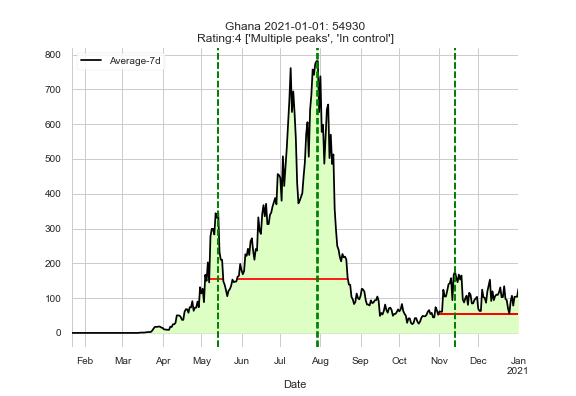 Ghana 2021-01-01: 54930
Rating:4 ['Multiple peaks', 'In control']
Average-7d
800
700
600
500
400
300
200
100
0
Feb Mar Apr May Jun Jul Aug Sep Oct Nov Dec Jan
2021
Date